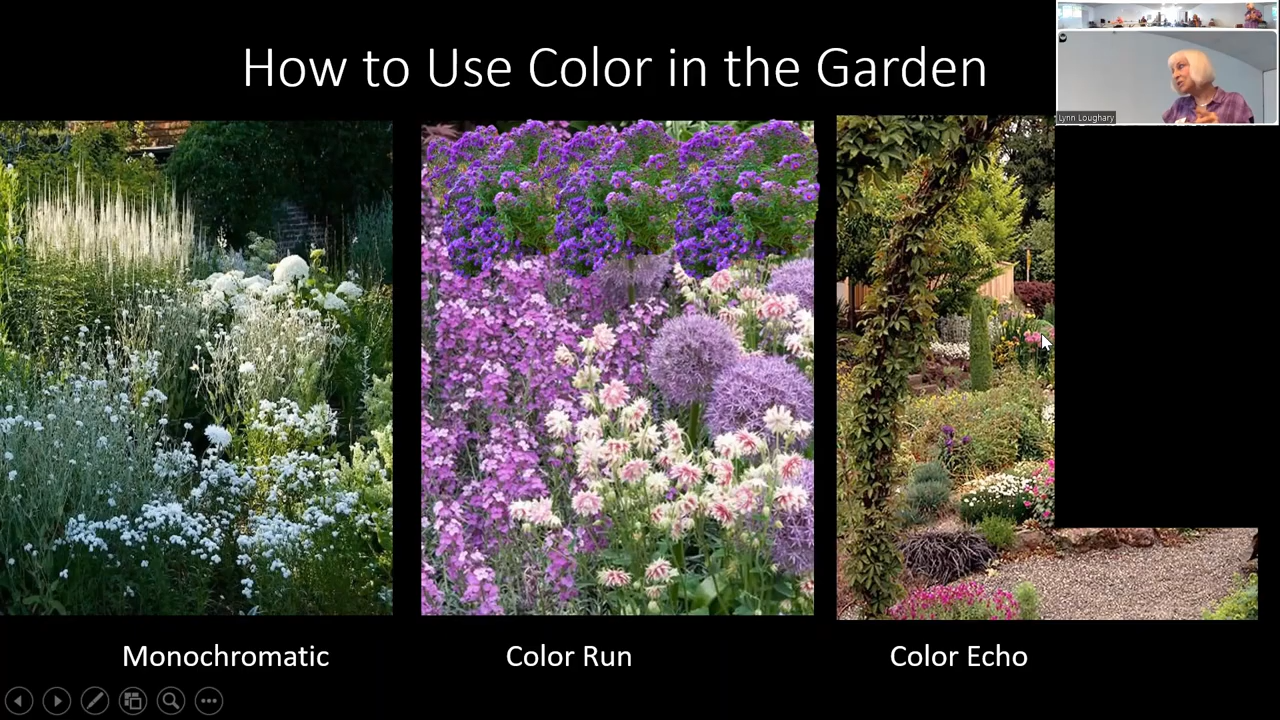 How to Use Color in the Garden
Lynn Loughary
Monochromatic
Color Run
Color Echo